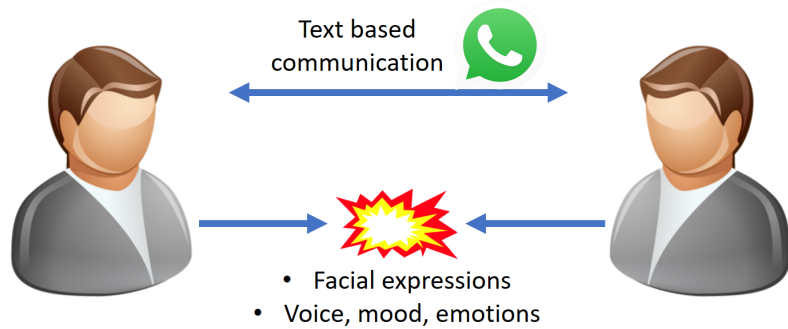 Text based
communication
• Facial expressions
• Voice, mood, emotions